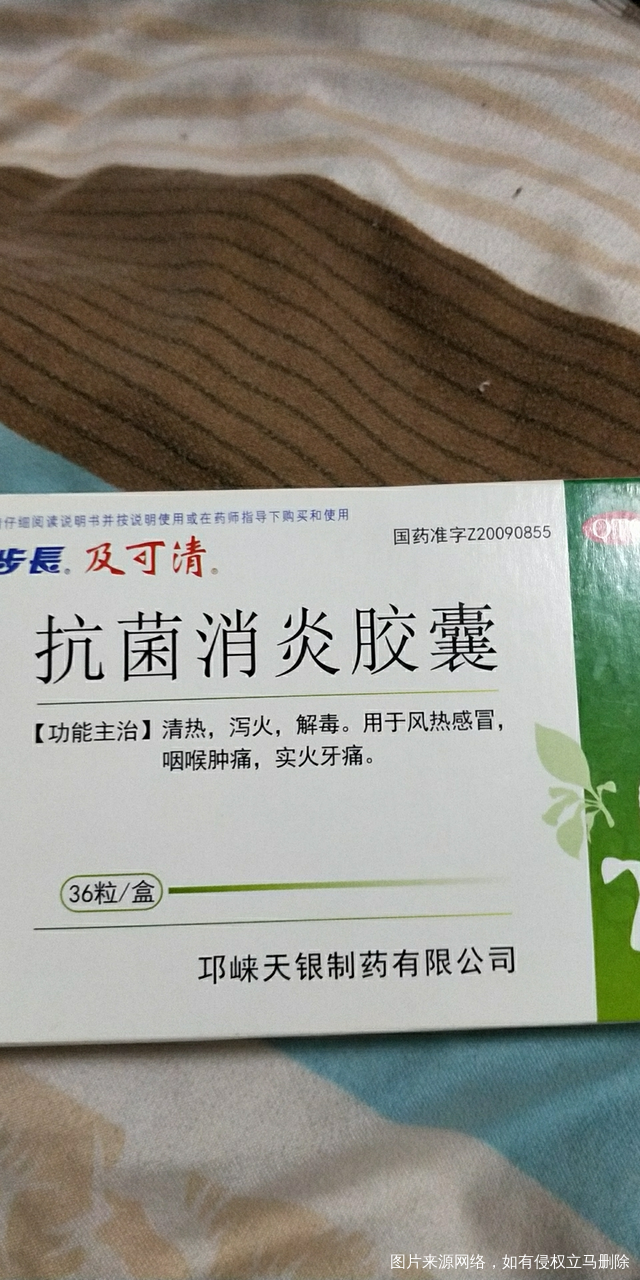 仔细阅读说明书并按说明使用或在药师指导下购买和使用
国药准字Z20090855
步長 及可清
抗菌消炎胶囊
【功能主治】清热，泻火，解毒。用于风热感冒，
咽喉肿痛，实火牙痛。
36粒/盒
邛崃天银制药有限公司
图片来源网络，如有侵权立马删除